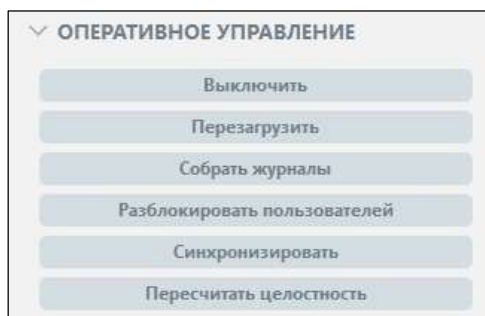 ОПЕРАТИВНОЕ УПРАВЛЕНИЕ
Выключить
Перезагрузить
Собрать журналы
Разблокировать пользователей
Синхронизировать
Пересчитать целостность